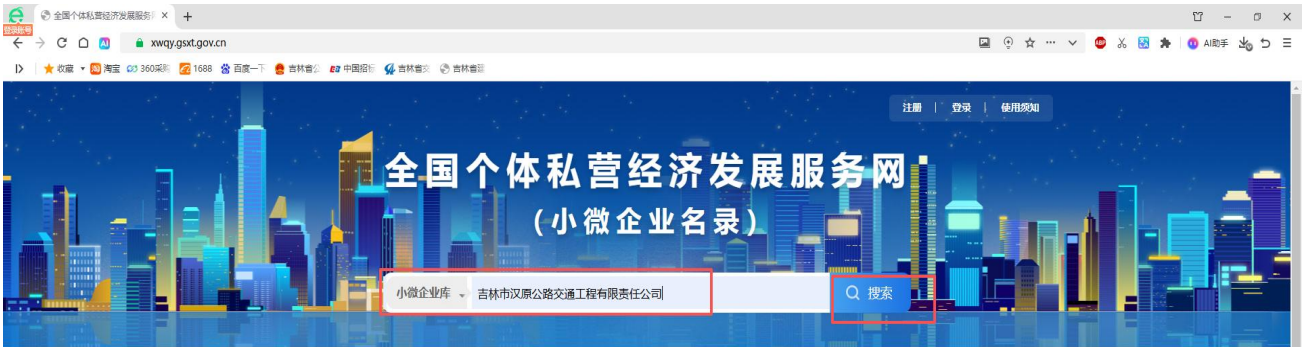 登录账号
全国个体私营经济发展服务
xwqy.gsxt.gov.cn
AI助手
收藏 淘宝 360采购 1688 百度一下 吉林省公 中国招标 吉林省交 吉林省
注册 | 登录 | 使用须知
全国个体私营经济发展服务网
(小微企业名录)
小微企业库 吉林市汉原公路交通工程有限责任公司 搜索